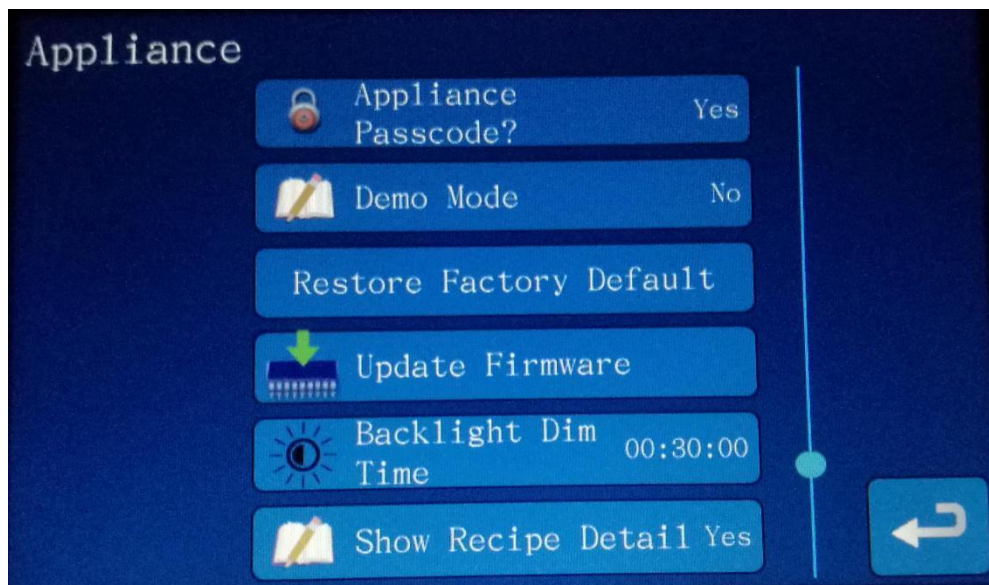 Appliance
Appliance
Passcode?
Yes
Demo Mode
No
Restore Factory Default
Update Firmware
Backlight Dim
Time
00:30:00
Show Recipe Detail Yes